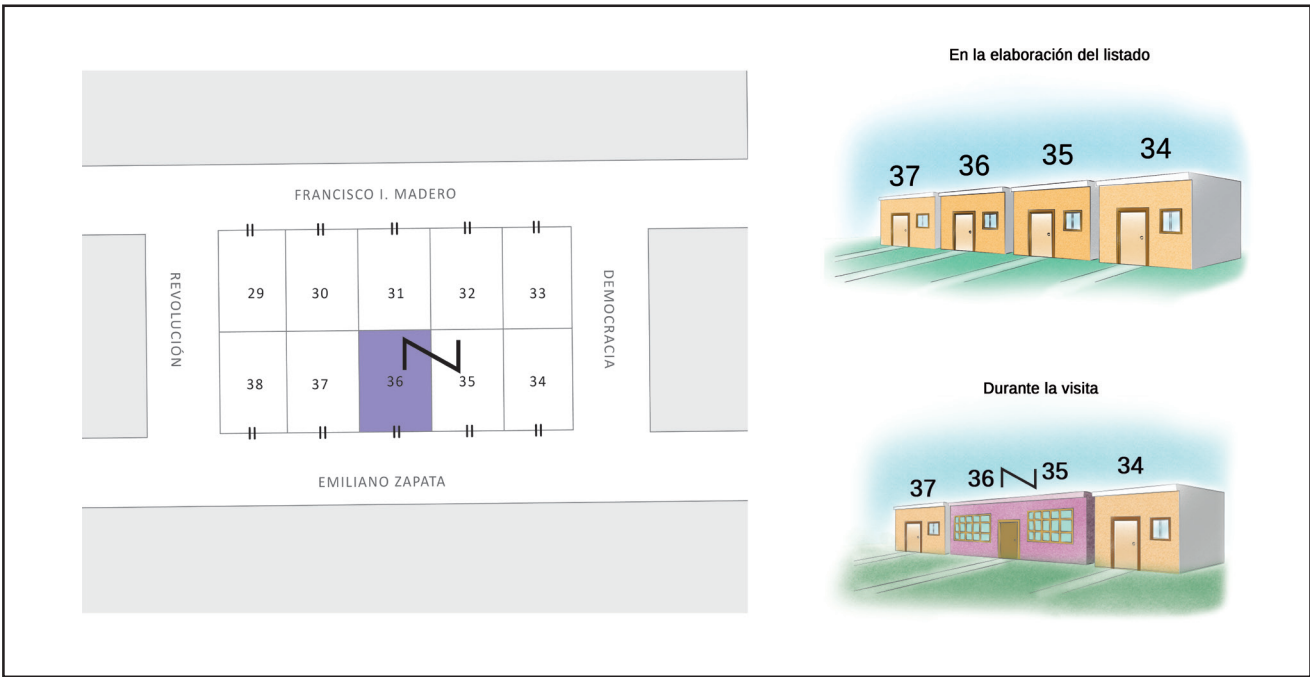 FRANCISCO I. MADERO
REVOLUCIÓN
29 30 31 32 33
38 37 36 35 34
DEMOCRACIA
EMILIANO ZAPATA
En la elaboración del listado
37 36 35 34
Durante la visita
37 36 35 34